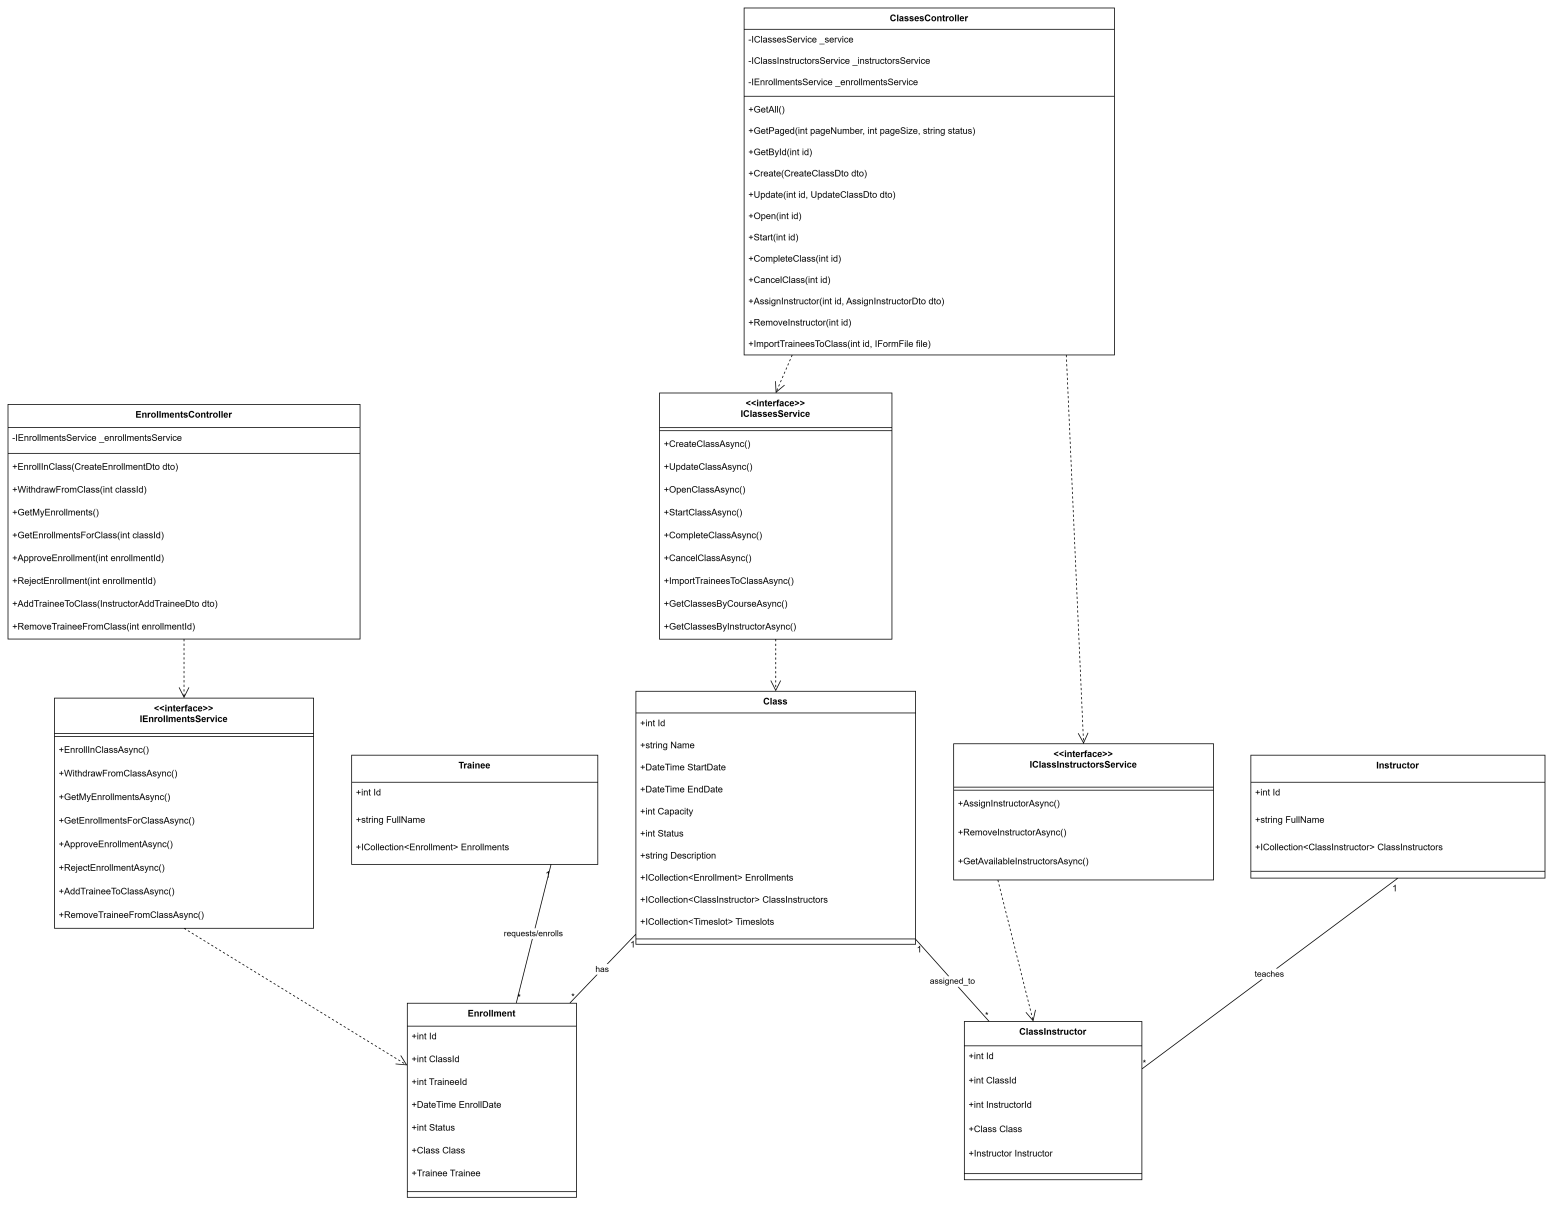 ClassesController
-IClassesService _service
-IClassInstructorsService _instructorsService
-IEnrollmentsService _enrollmentsService
+GetAll()
+GetPaged(int pageNumber, int pageSize, string status)
+GetById(int id)
+Create(CreateClassDto dto)
+Update(int id, UpdateClassDto dto)
+Open(int id)
+Start(int id)
+CompleteClass(int id)
+CancelClass(int id)
+AssignInstructor(int id, AssignInstructorDto dto)
+RemoveInstructor(int id)
+ImportTraineesToClass(int id, IFormFile file)
EnrollmentsController
-IEnrollmentsService _enrollmentsService
+EnrollInClass(CreateEnrollmentDto dto)
+WithdrawFromClass(int classId)
+GetMyEnrollments()
+GetEnrollmentsForClass(int classId)
+ApproveEnrollment(int enrollmentId)
+RejectEnrollment(int enrollmentId)
+AddTraineeToClass(InstructorAddTraineeDto dto)
+RemoveTraineeFromClass(int enrollmentId)
<<interface>>
IClassesService
+CreateClassAsync()
+UpdateClassAsync()
+OpenClassAsync()
+StartClassAsync()
+CompleteClassAsync()
+CancelClassAsync()
+ImportTraineesToClassAsync()
+GetClassesByCourseAsync()
+GetClassesByInstructorAsync()
<<interface>>
IEnrollmentsService
+EnrollInClassAsync()
+WithdrawFromClassAsync()
+GetMyEnrollmentsAsync()
+GetEnrollmentsForClassAsync()
+ApproveEnrollmentAsync()
+RejectEnrollmentAsync()
+AddTraineeToClassAsync()
+RemoveTraineeFromClassAsync()
Trainee
+int Id
+string FullName
+ICollection<Enrollment> Enrollments
Class
+int Id
+string Name
+DateTime StartDate
+DateTime EndDate
+int Capacity
+int Status
+string Description
+ICollection<Enrollment> Enrollments
+ICollection<ClassInstructor> ClassInstructors
+ICollection<Timeslot> Timeslots
<<interface>>
IClassInstructorsService
+AssignInstructorAsync()
+RemoveInstructorAsync()
+GetAvailableInstructorsAsync()
Instructor
+int Id
+string FullName
+ICollection<ClassInstructor> ClassInstructors
1
requests/enrolls
*
1
has
*
1
assigned_to
*
1
teaches
*
Enrollment
+int Id
+int ClassId
+int TraineeId
+DateTime EnrollDate
+int Status
+Class Class
+Trainee Trainee
ClassInstructor
+int Id
+int ClassId
+int InstructorId
+Class Class
+Instructor Instructor